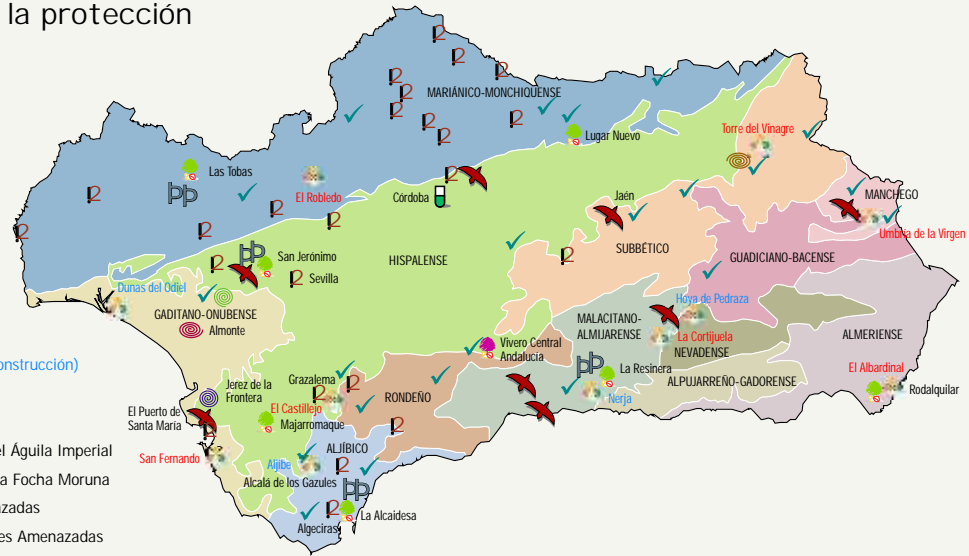 la protección
MARIÁNICO-MONCHIQUENSE
Lugar Nuevo
Torre del Vinagre
Las Tobas
El Robledo
Córdoba
Jaén
MANCHEGO
Umbría de la Virgen
SUBBÉTICO
GUADICIANO-BACENSE
San Jerónimo
HISPALENSE
Sevilla
Dunas del Odiel
GADITANO-ONUBENSE
Almonte
Hoya de Pedraza
MALACITANO-
ALMIJARENSE
La Cortijuela
NEVADENSE
ALMERIENSE
Vivero Central
Andalucía
onstrucción)
La Resinera
El Albardinal
Rodalquilar
ALPUJARREÑO-GADORENSE
Nerja
Grazalema
RONDEÑO
Jerez de la
Frontera
El Castillejo
Majarromaque
El Puerto de
Santa María
el Águila Imperial
San Fernando
ALJÍBICO
Aljibe
a Focha Moruna
Alcalá de los Gazules
azadas
La Alcaidesa
Algeciras
es Amenazadas